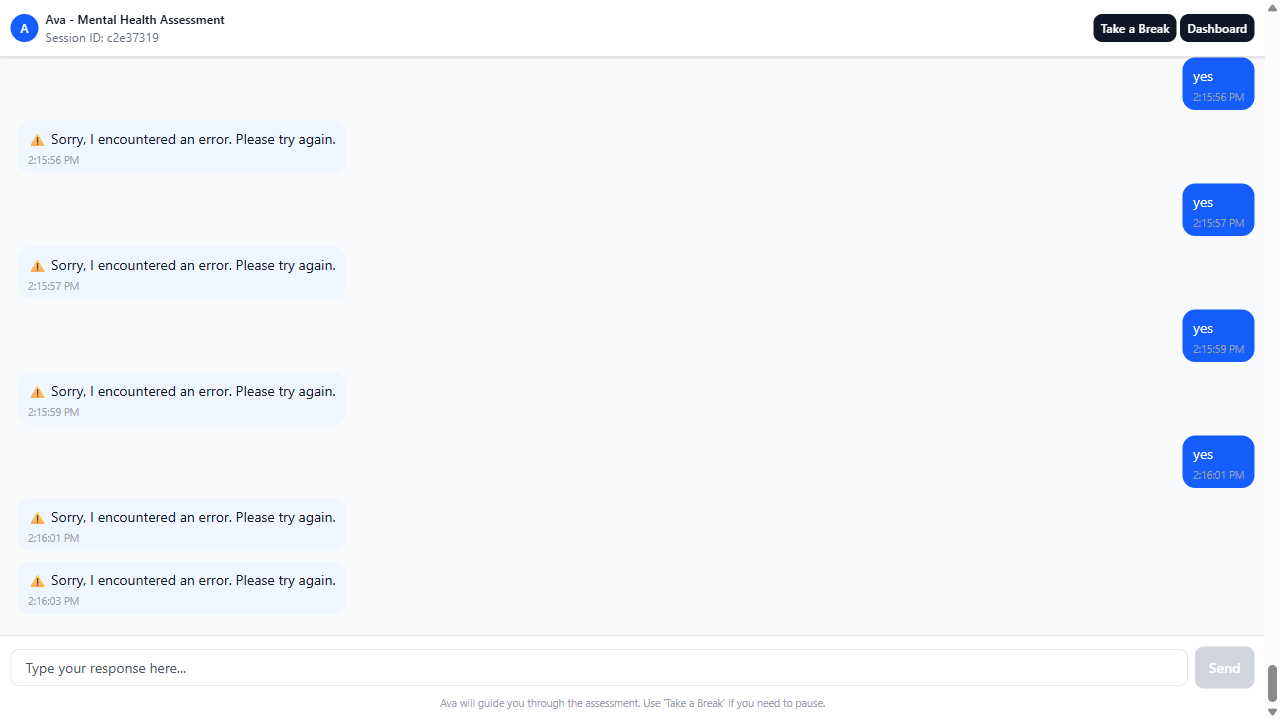 A
Ava - Mental Health Assessment
Session ID: c2e37319
Take a Break
Dashboard
yes
2:15:56 PM
⚠️ Sorry, I encountered an error. Please try again.
2:15:56 PM
yes
2:15:57 PM
⚠️ Sorry, I encountered an error. Please try again.
2:15:57 PM
yes
2:15:59 PM
⚠️ Sorry, I encountered an error. Please try again.
2:15:59 PM
yes
2:16:01 PM
⚠️ Sorry, I encountered an error. Please try again.
2:16:01 PM
⚠️ Sorry, I encountered an error. Please try again.
2:16:03 PM
Type your response here...
Send
Ava will guide you through the assessment. Use 'Take a Break' if you need to pause.